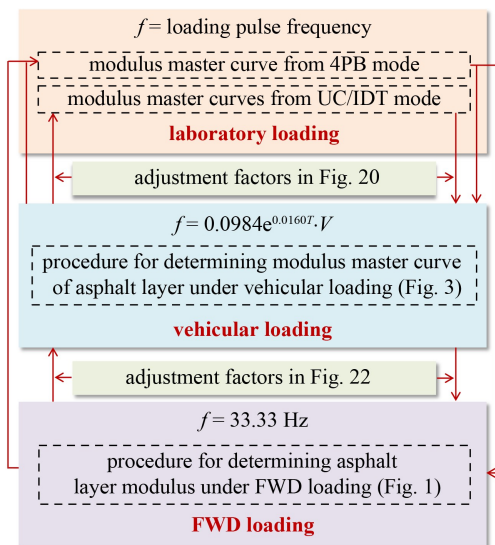 f = loading pulse frequency
modulus master curve from 4PB mode
modulus master curves from UC/IDT mode
laboratory loading
adjustment factors in Fig. 20
f = 0.0984e^{0.0160T}·V
procedure for determining modulus master curve
of asphalt layer under vehicular loading (Fig. 3)
vehicular loading
adjustment factors in Fig. 22
f = 33.33 Hz
procedure for determining asphalt
layer modulus under FWD loading (Fig. 1)
FWD loading